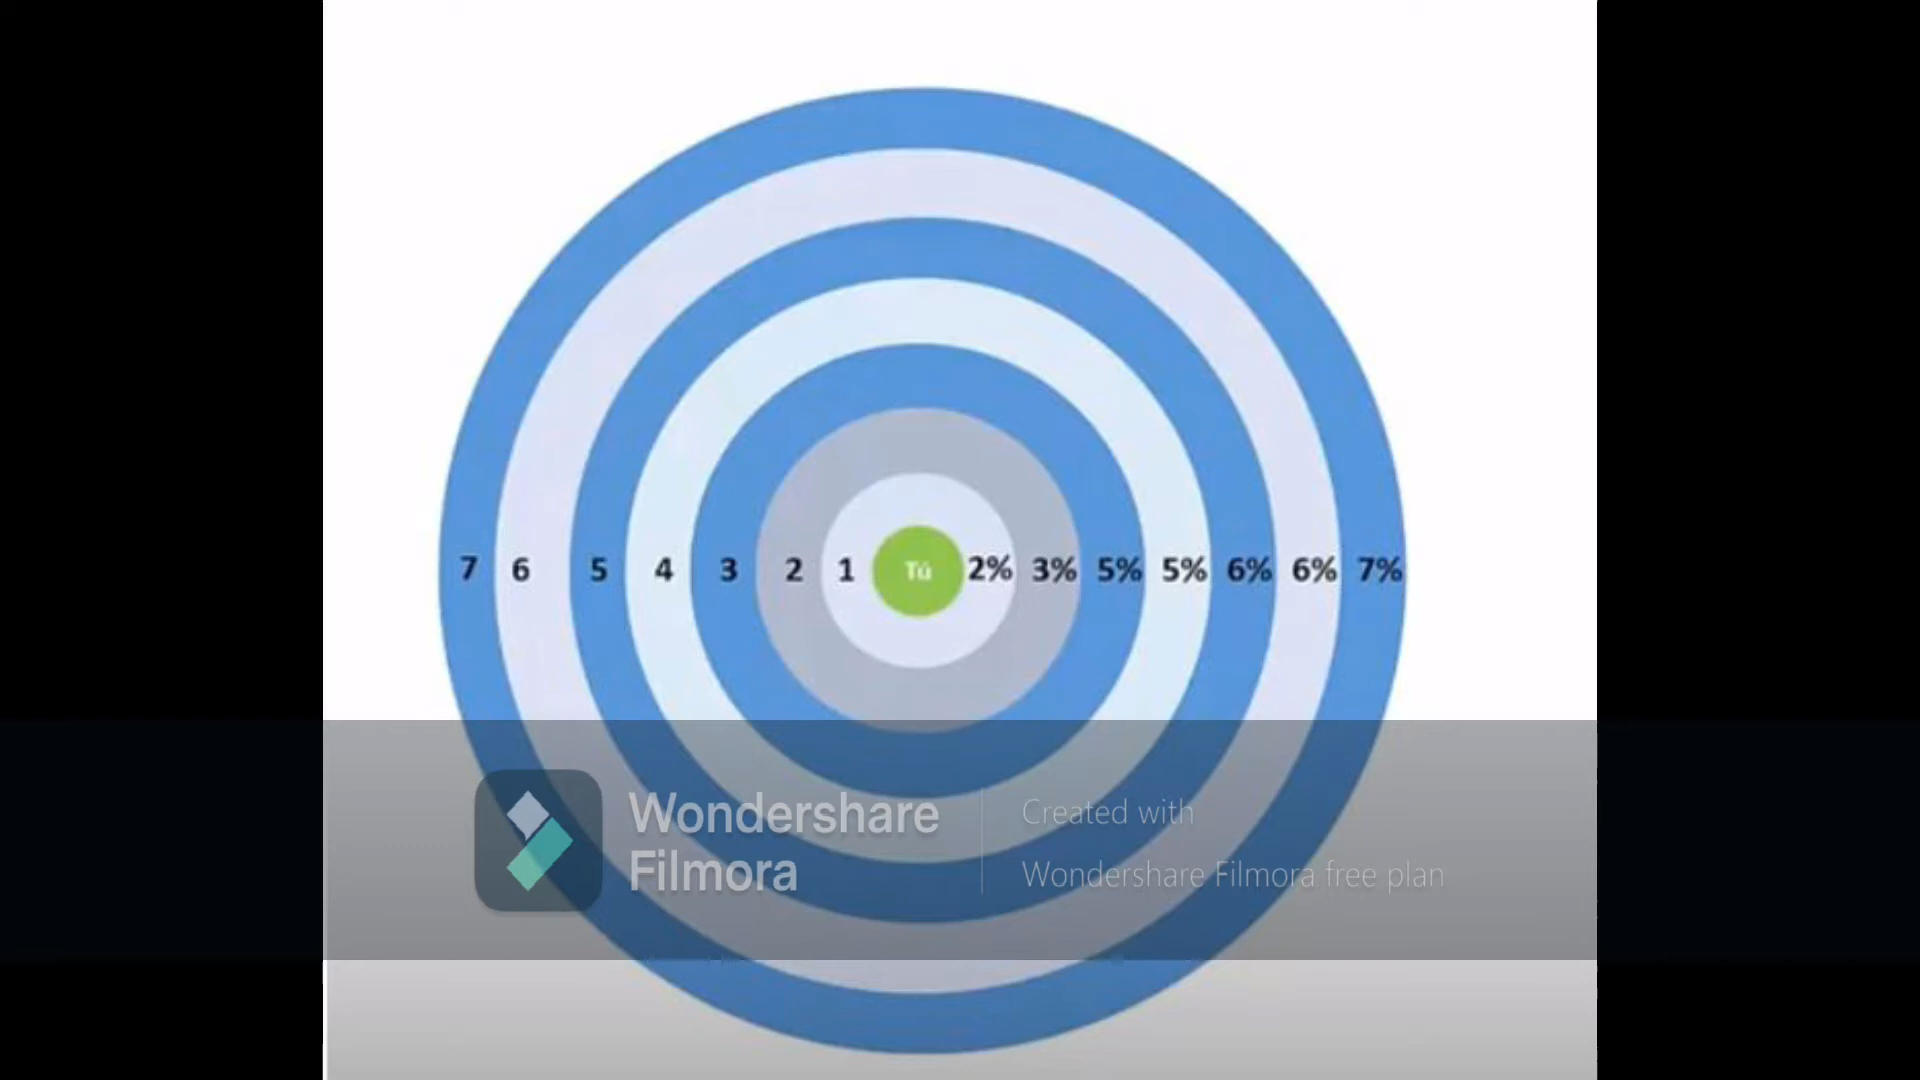 7 6 5 4 3 2 1 Tú 2% 3% 5% 5% 6% 6% 7%
Wondershare
Filmora
Created with
Wondershare Filmora free plan